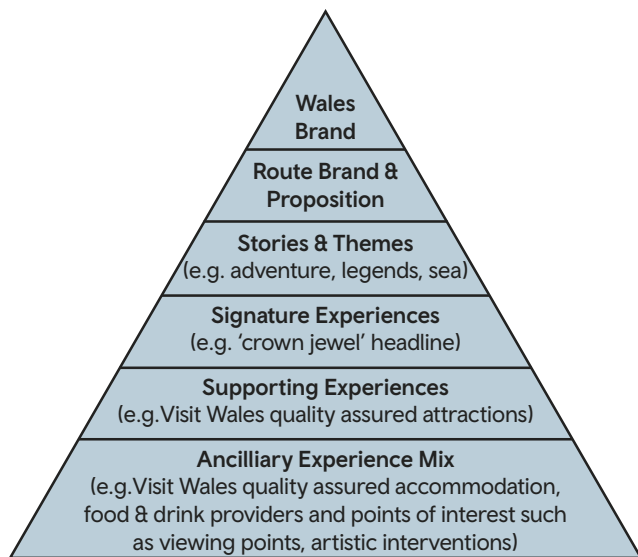 Wales
Brand
Route Brand &
Proposition
Stories & Themes
(e.g. adventure, legends, sea)
Signature Experiences
(e.g. ‘crown jewel’ headline)
Supporting Experiences
(e.g.Visit Wales quality assured attractions)
Ancilliary Experience Mix
(e.g.Visit Wales quality assured accommodation,
food & drink providers and points of interest such
as viewing points, artistic interventions)